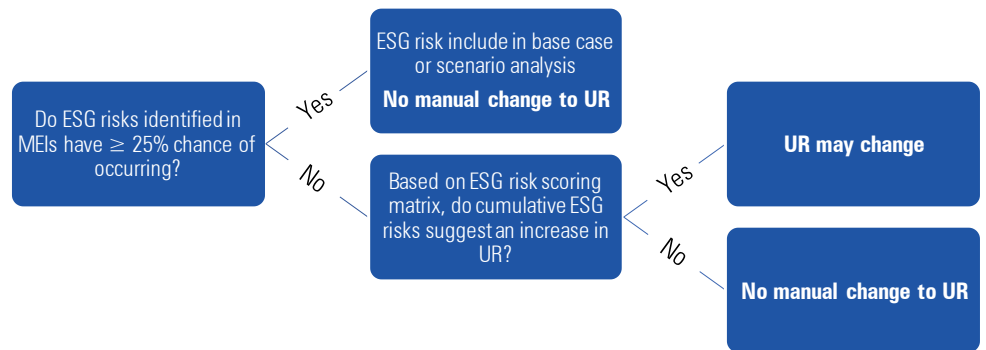 Do ESG risks identified in
MEIs have ≥ 25% chance of
occurring?
Yes
ESG risk include in base case
or scenario analysis
No manual change to UR
No
Based on ESG risk scoring
matrix, do cumulative ESG
risks suggest an increase in
UR?
Yes
UR may change
No
No manual change to UR